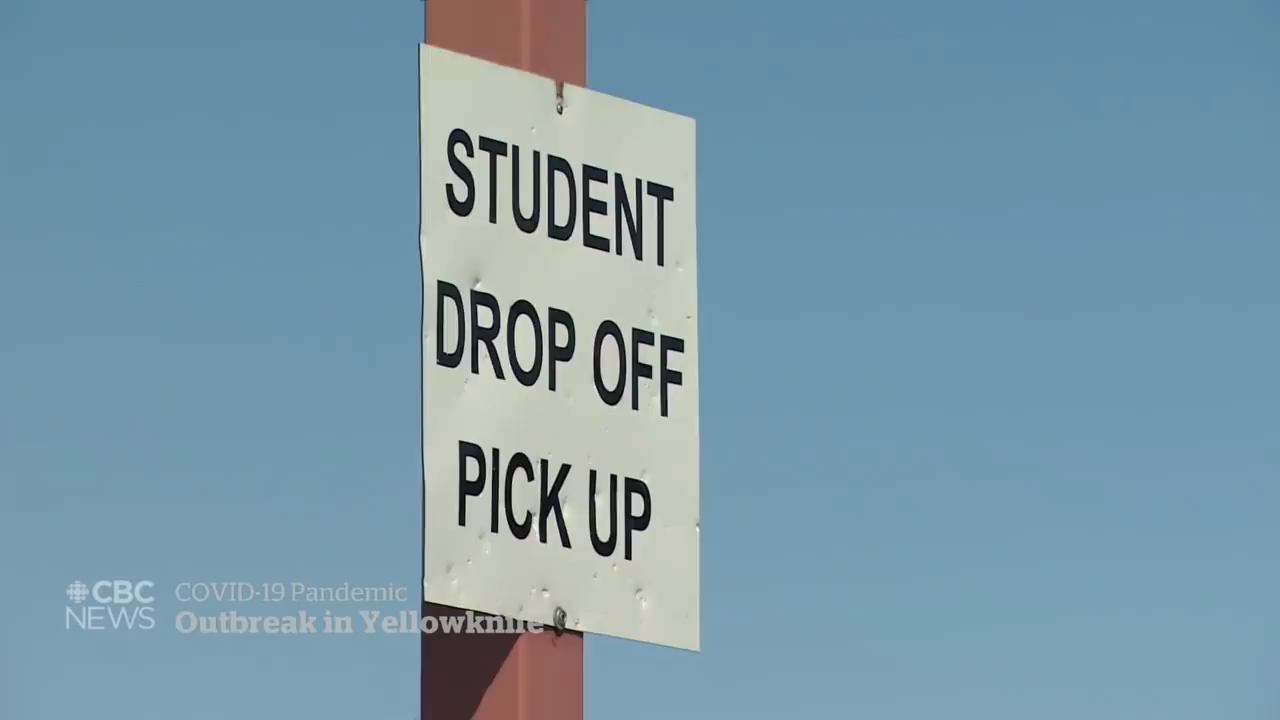 STUDENT
DROP OFF
PICK UP
CBC
NEWS
COVID-19 Pandemic
Outbreak in Yellowknife